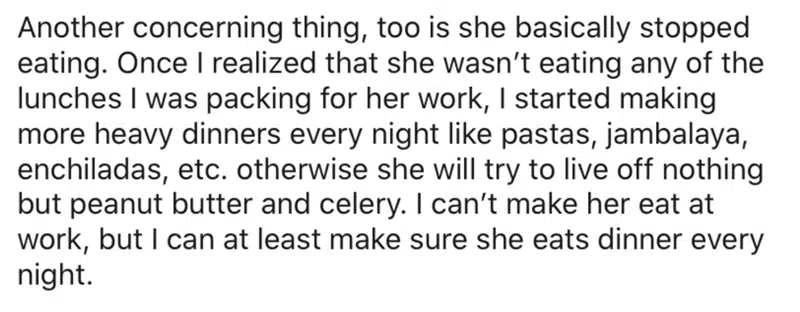 Another concerning thing, too is she basically stopped
eating. Once I realized that she wasn’t eating any of the
lunches I was packing for her work, I started making
more heavy dinners every night like pastas, jambalaya,
enchiladas, etc. otherwise she will try to live off nothing
but peanut butter and celery. I can’t make her eat at
work, but I can at least make sure she eats dinner every
night.